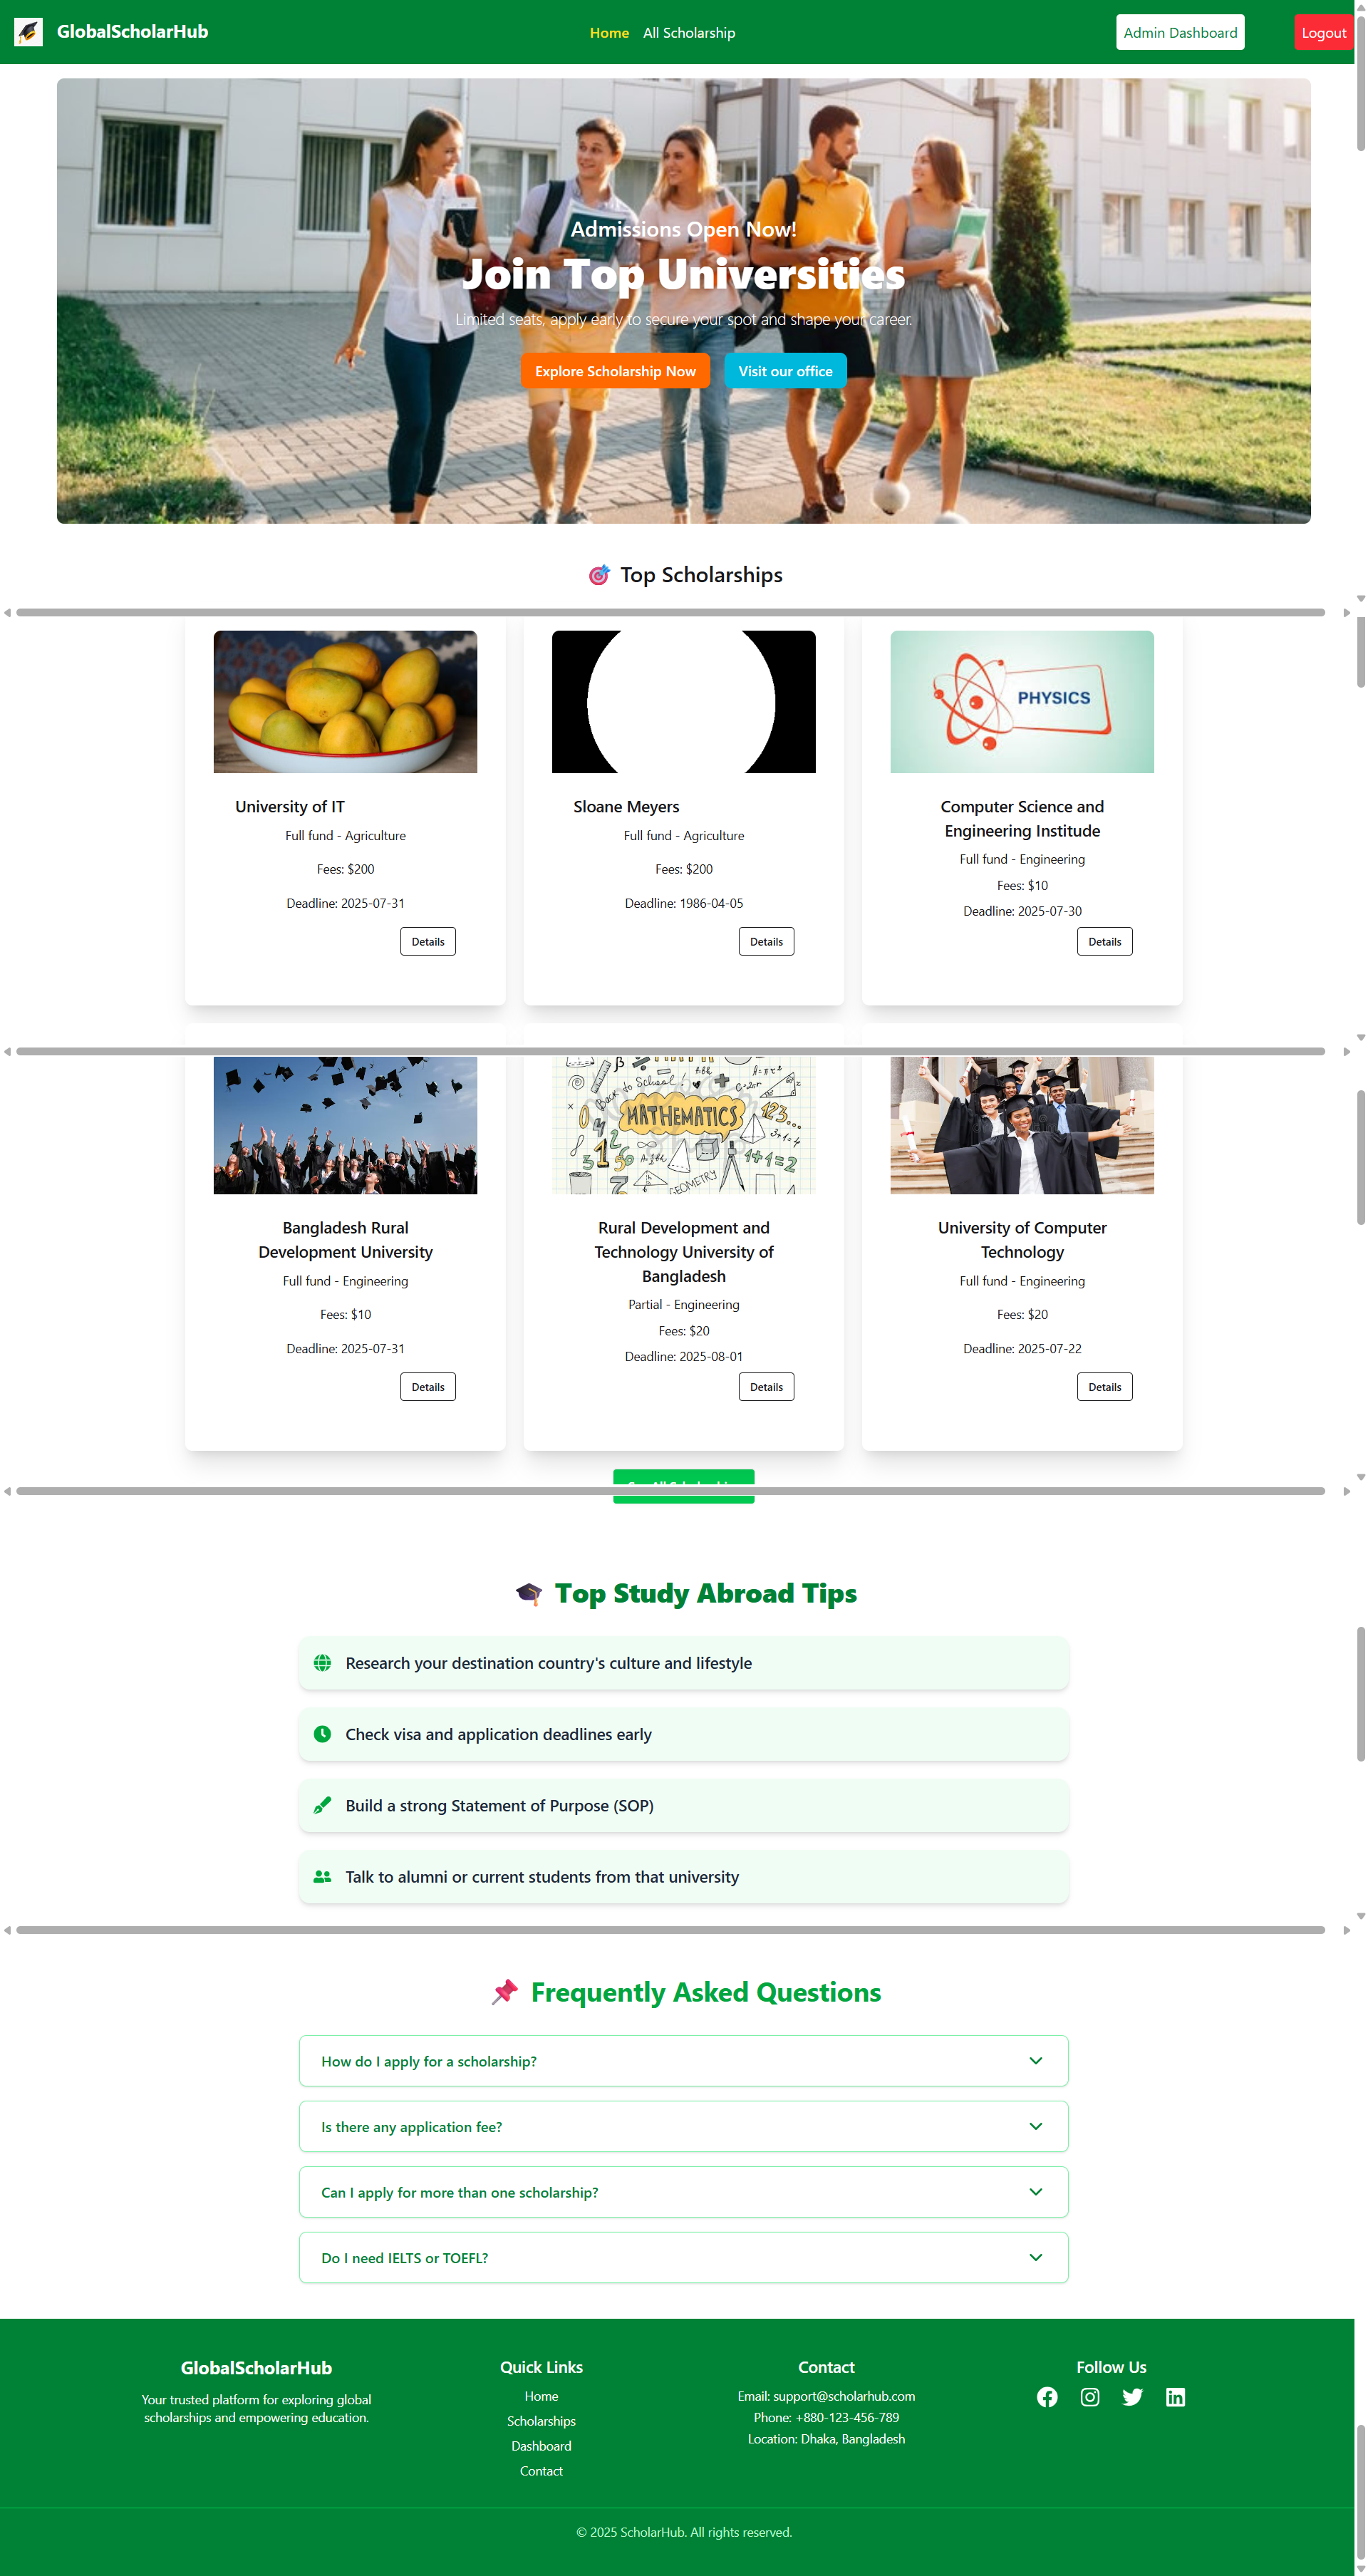 GlobalScholarHub
Home All Scholarship
Admin Dashboard
Logout
Admissions Open Now!
Join Top Universities
Limited seats, apply early to secure your spot and shape your career.
Explore Scholarship Now
Visit our office
Top Scholarships
PHYSICS
University of IT
Full fund - Agriculture
Fees: $200
Deadline: 2025-07-31
Details
Sloane Meyers
Full fund - Agriculture
Fees: $200
Deadline: 1986-04-05
Details
Computer Science and
Engineering Institude
Full fund - Engineering
Fees: $10
Deadline: 2025-07-30
Details
Back to School!
MATHEMATICS
123...
4+4=2
GEOMETRY
Bangladesh Rural
Development University
Full fund - Engineering
Fees: $10
Deadline: 2025-07-31
Details
Rural Development and
Technology University of
Bangladesh
Partial - Engineering
Fees: $20
Deadline: 2025-08-01
Details
University of Computer
Technology
Full fund - Engineering
Fees: $20
Deadline: 2025-07-22
Details
Top Study Abroad Tips
Research your destination country's culture and lifestyle
Check visa and application deadlines early
Build a strong Statement of Purpose (SOP)
Talk to alumni or current students from that university
Frequently Asked Questions
How do I apply for a scholarship?
Is there any application fee?
Can I apply for more than one scholarship?
Do I need IELTS or TOEFL?
GlobalScholarHub
Your trusted platform for exploring global
scholarships and empowering education.
Quick Links
Home
Scholarships
Dashboard
Contact
Contact
Email: support@scholarhub.com
Phone: +880-123-456-789
Location: Dhaka, Bangladesh
Follow Us
© 2025 ScholarHub. All rights reserved.